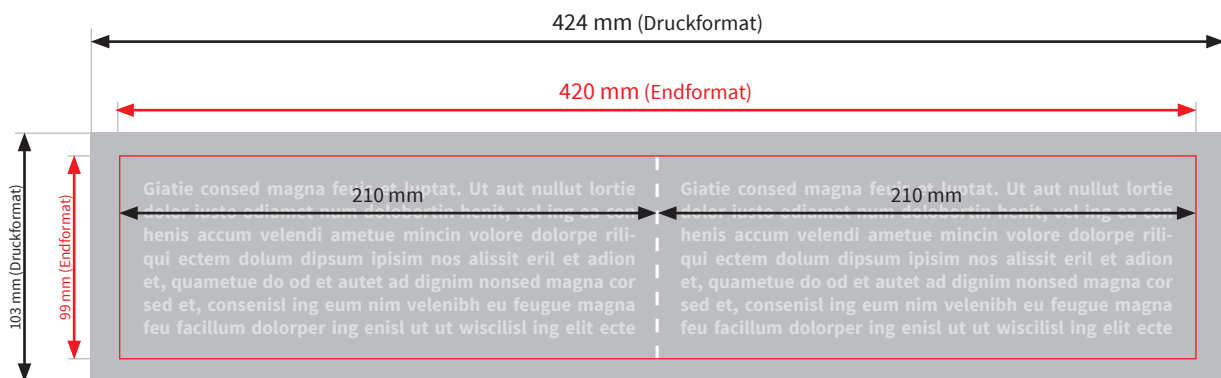 424 mm (Druckformat)
420 mm (Endformat)
103 mm (Druckformat)
99 mm (Endformat)
210 mm
210 mm
Giatie consed magna luptat. Ut aut nullut lortie
henis accum velendi ametue mincin volore dolorpe rili-
qui ectem dolum dipsum ipisim nos alissit eril et adion
et, quametue do od et autet ad dignim nonsed magna cor
sed et, consenisl ing eum nim velenibh eu feugue magna
feu facillum dolorper ing enisl ut ut wiscilisl ing elit ecte
Giatie consed magna luptat. Ut aut nullut lortie
henis accum velendi ametue mincin volore dolorpe rili-
qui ectem dolum dipsum ipisim nos alissit eril et adion
et, quametue do od et autet ad dignim nonsed magna cor
sed et, consenisl ing eum nim velenibh eu feugue magna
feu facillum dolorper ing enisl ut ut wiscilisl ing elit ecte